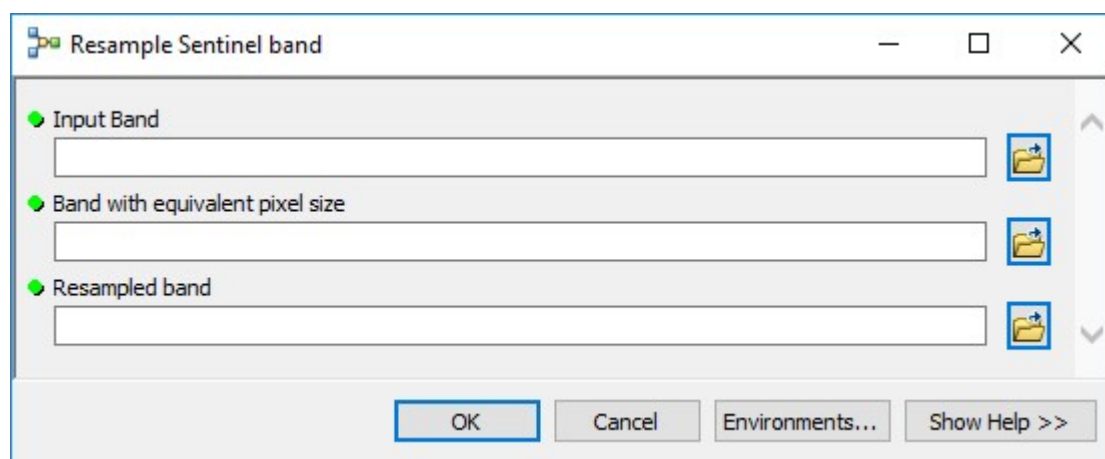 Resample Sentinel band
Input Band
Band with equivalent pixel size
Resampled band
OK Cancel Environments... Show Help >>